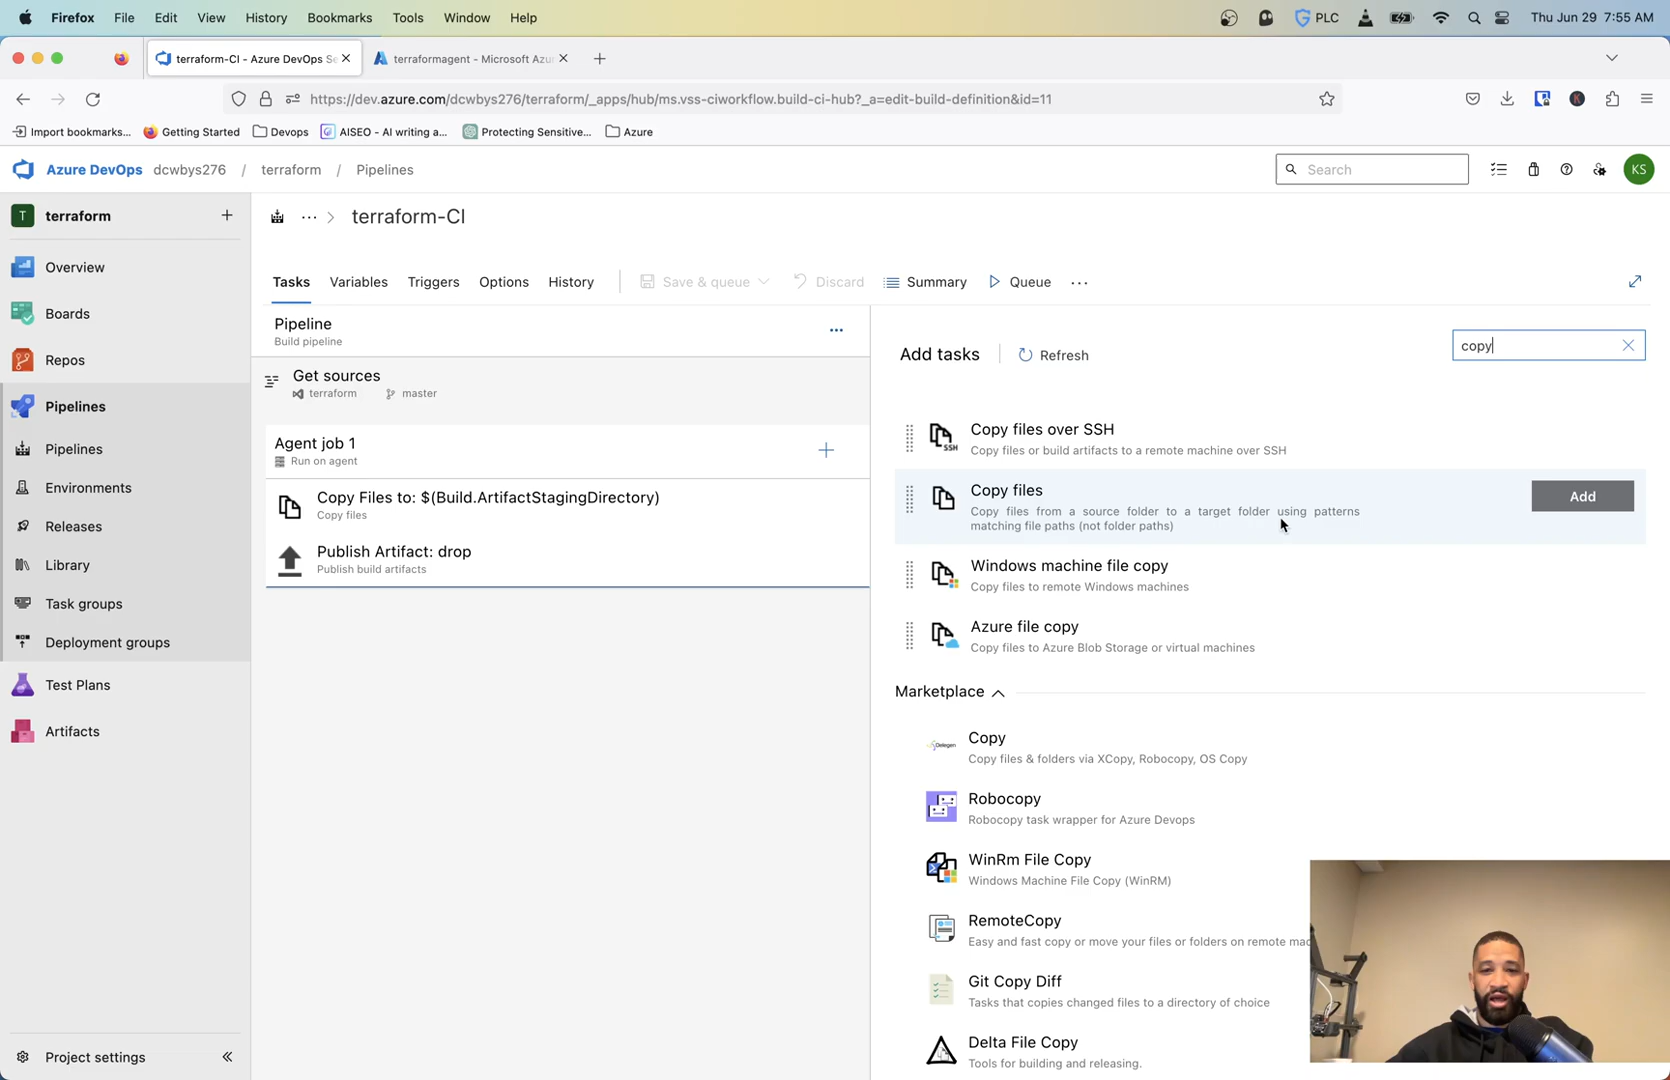 Firefox File Edit View History Bookmarks Tools Window Help
PLC
Thu Jun 29 7:55 AM
terraform-CI - Azure DevOps Se
terraformagent - Microsoft Azur
https://dev.azure.com/dcwbys276/terraform/_apps/hub/ms.vss-ciworkflow.build-ci-hub?_a=edit-build-definition&id=11
Import bookmarks... Getting Started Devops AISEO - AI writing a... Protecting Sensitive... Azure
Azure DevOps dcwbys276 / terraform / Pipelines
Search
KS
T terraform
Overview
Boards
Repos
Pipelines
Pipelines
Environments
Releases
Library
Task groups
Deployment groups
Test Plans
Artifacts
Project settings
... > terraform-CI
Tasks Variables Triggers Options History Save & queue Discard Summary Queue ...
Pipeline
Build pipeline
Get sources
terraform master
Agent job 1
Run on agent
Copy Files to: $(Build.ArtifactStagingDirectory)
Copy files
Publish Artifact: drop
Publish build artifacts
Add tasks Refresh
copy
Copy files over SSH
SSH
Copy files or build artifacts to a remote machine over SSH
Copy files
Copy files from a source folder to a target folder using patterns
matching file paths (not folder paths)
Add
Windows machine file copy
Copy files to remote Windows machines
Azure file copy
Copy files to Azure Blob Storage or virtual machines
Marketplace
Delegen
Copy
Copy files & folders via XCopy, Robocopy, OS Copy
Robocopy
Robocopy task wrapper for Azure Devops
WinRm File Copy
Windows Machine File Copy (WinRM)
RemoteCopy
Easy and fast copy or move your files or folders on remote mac
Git Copy Diff
Tasks that copies changed files to a directory of choice
Delta File Copy
Tools for building and releasing.